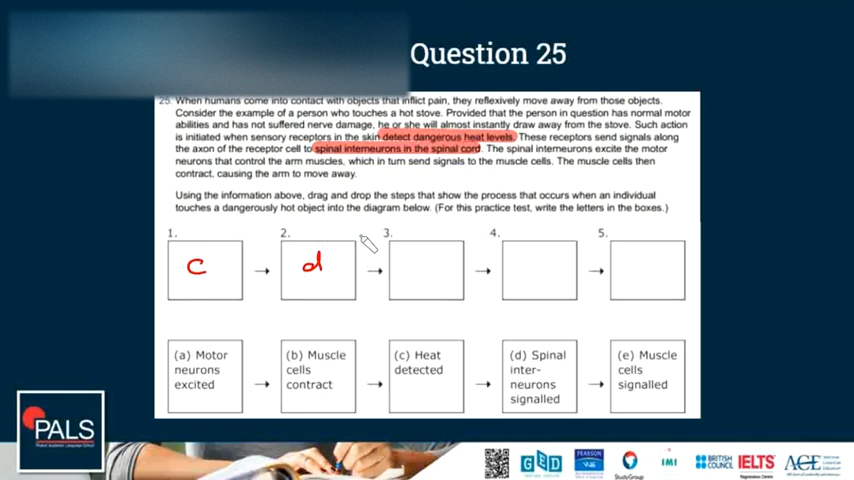 Question 25
25. When humans come into contact with objects that inflict pain, they reflexively move away from those objects.
Consider the example of a person who touches a hot stove. Provided that the person in question has normal motor
abilities and has not suffered nerve damage, he or she will almost instantly draw away from the stove. Such action
is initiated when sensory receptors in the skin detect dangerous heat levels. These receptors send signals along
the axon of the receptor cell to spinal interneurons in the spinal cord. The spinal interneurons excite the motor
neurons that control the arm muscles, which in turn send signals to the muscle cells. The muscle cells then
contract, causing the arm to move away.
Using the information above, drag and drop the steps that show the process that occurs when an individual
touches a dangerously hot object into the diagram below. (For this practice test, write the letters in the boxes.)
1. 2. 3. 4. 5.
c d
(a) Motor
neurons
excited
(b) Muscle
cells
contract
(c) Heat
detected
(d) Spinal
inter-
neurons
signalled
(e) Muscle
cells
signalled
PALS
GED
PEARSON
VUE
StudyGroup
IMI
BRITISH
COUNCIL
IELTS
ACT